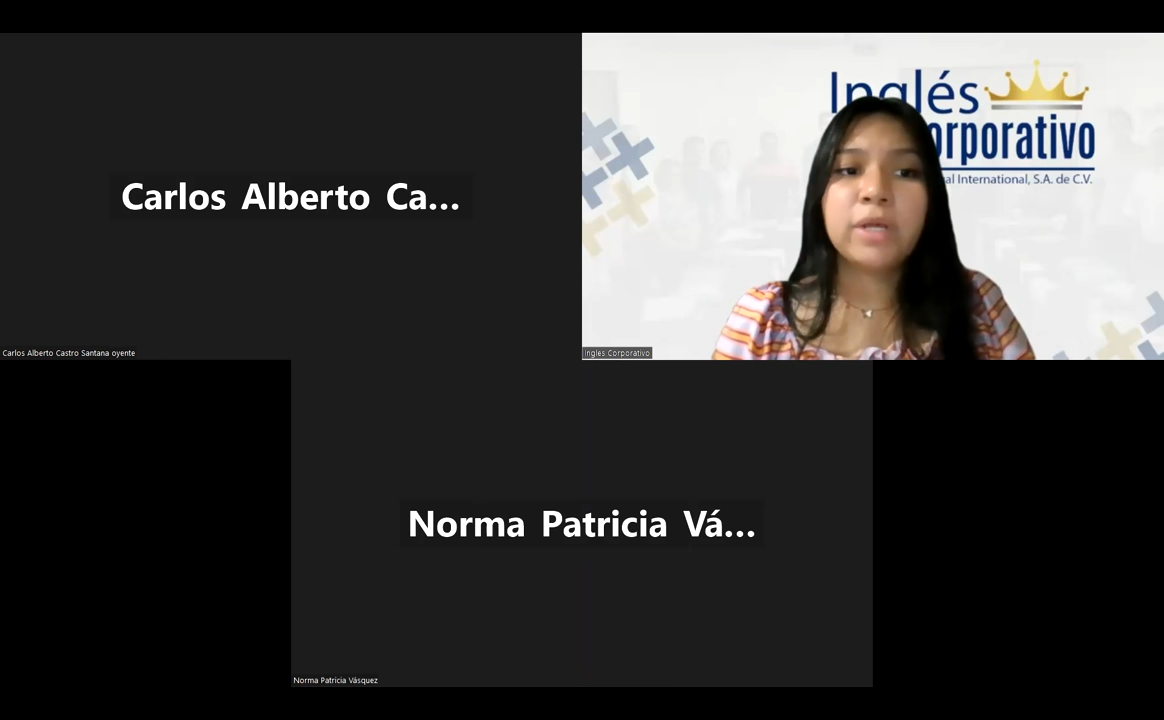 Carlos Alberto Ca...
Carlos Alberto Castro Santana oyente
Inglés
orporativo
al International, S.A. de C.V.
Ingles Corporativo
Norma Patricia Vá...
Norma Patricia Vásquez